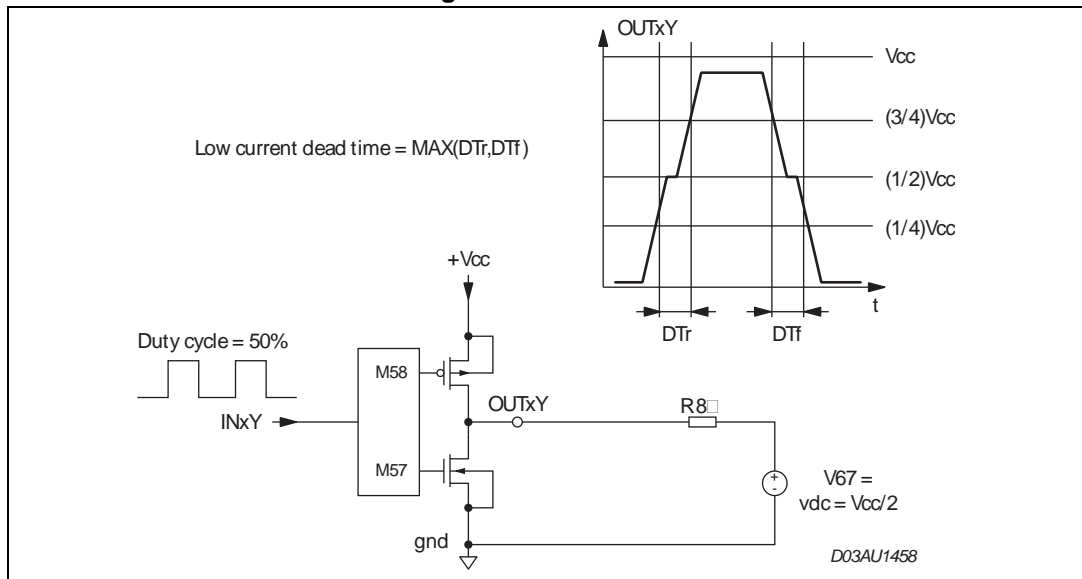 OUTxY
Vcc
(3/4)Vcc
Low current dead time = MAX(DTr,DTf)
(1/2)Vcc
(1/4)Vcc
+Vcc
t
DTr
DTf
Duty cycle = 50%
M58
OUTxY
R8□
INxY
M57
V67 =
vdc = Vcc/2
gnd
D03AU1458